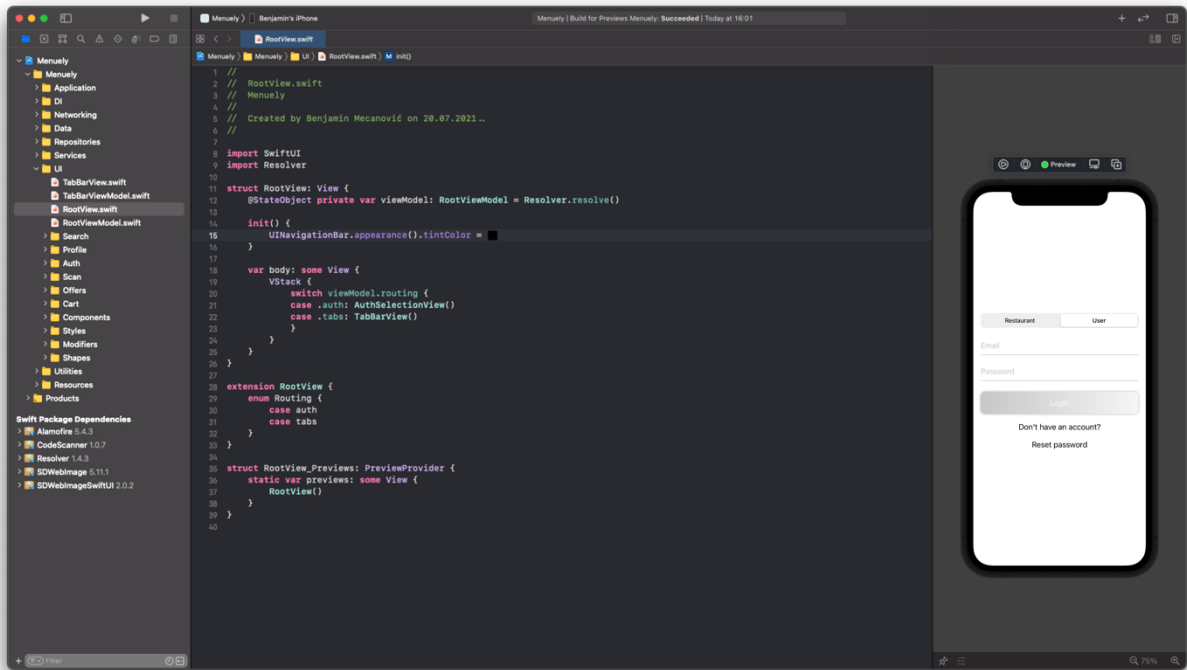 Menuely
Benjamin's iPhone
Menuely | Build for Previews Menuely: Succeeded | Today at 16:01
RootView.swift
Menuely
Menuely
UI
RootView.swift
M
init()
Menuely
Menuely
Application
DI
Networking
Data
Repositories
Services
UI
TabBarView.swift
TabBarViewModel.swift
RootView.swift
RootViewModel.swift
Search
Profile
Auth
Scan
Offers
Cart
Components
Styles
Modifiers
Shapes
Utilities
Resources
Products
Swift Package Dependencies
Alamofire 5.4.3
CodeScanner 1.0.7
Resolver 1.4.3
SDWebImage 5.11.1
SDWebImageSwiftUI 2.0.2
Filter
1 //
2 // RootView.swift
3 // Menuely
4 //
5 // Created by Benjamin Mecanović on 20.07.2021..
6 //
7
8 import SwiftUI
9 import Resolver
10
11 struct RootView: View {
12 @StateObject private var viewModel: RootViewModel = Resolver.resolve()
13
14 init() {
15 UINavigationBar.appearance().tintColor =
16 }
17
18 var body: some View {
19 VStack {
20 switch viewModel.routing {
21 case .auth: AuthSelectionView()
22 case .tabs: TabBarView()
23 }
24 }
25 }
26 }
27
28 extension RootView {
29 enum Routing {
30 case auth
31 case tabs
32 }
33 }
34
35 struct RootView_Previews: PreviewProvider {
36 static var previews: some View {
37 RootView()
38 }
39 }
40
Preview
Restaurant User
Email
Password
Login
Don't have an account?
Reset password
75%